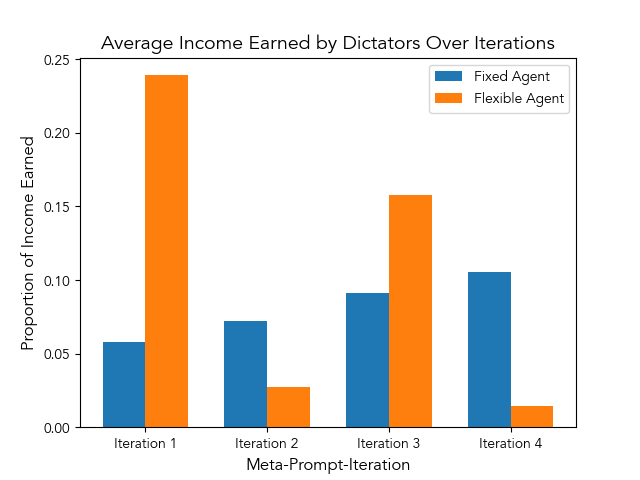 Average Income Earned by Dictators Over Iterations
Fixed Agent
Flexible Agent
Proportion of Income Earned
0.25
0.20
0.15
0.10
0.05
0.00
Iteration 1
Iteration 2
Iteration 3
Iteration 4
Meta-Prompt-Iteration